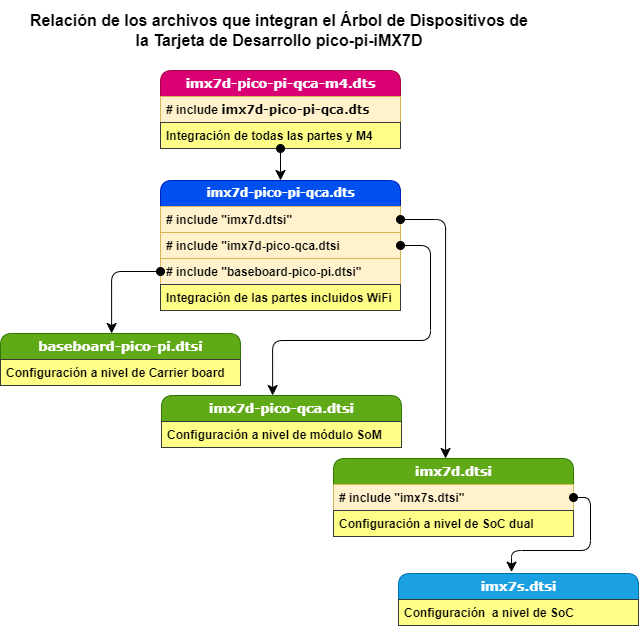 Relación de los archivos que integran el Árbol de Dispositivos de
la Tarjeta de Desarrollo pico-pi-iMX7D
imx7d-pico-pi-qca-m4.dts
# include imx7d-pico-pi-qca.dts
Integración de todas las partes y M4
imx7d-pico-pi-qca.dts
# include "imx7d.dtsi"
# include "imx7d-pico-qca.dtsi
# include "baseboard-pico-pi.dtsi"
Integración de las partes incluidos WiFi
baseboard-pico-pi.dtsi
Configuración a nivel de Carrier board
imx7d-pico-qca.dtsi
Configuración a nivel de módulo SoM
imx7d.dtsi
# include "imx7s.dtsi"
Configuración a nivel de SoC dual
imx7s.dtsi
Configuración  a nivel de SoC